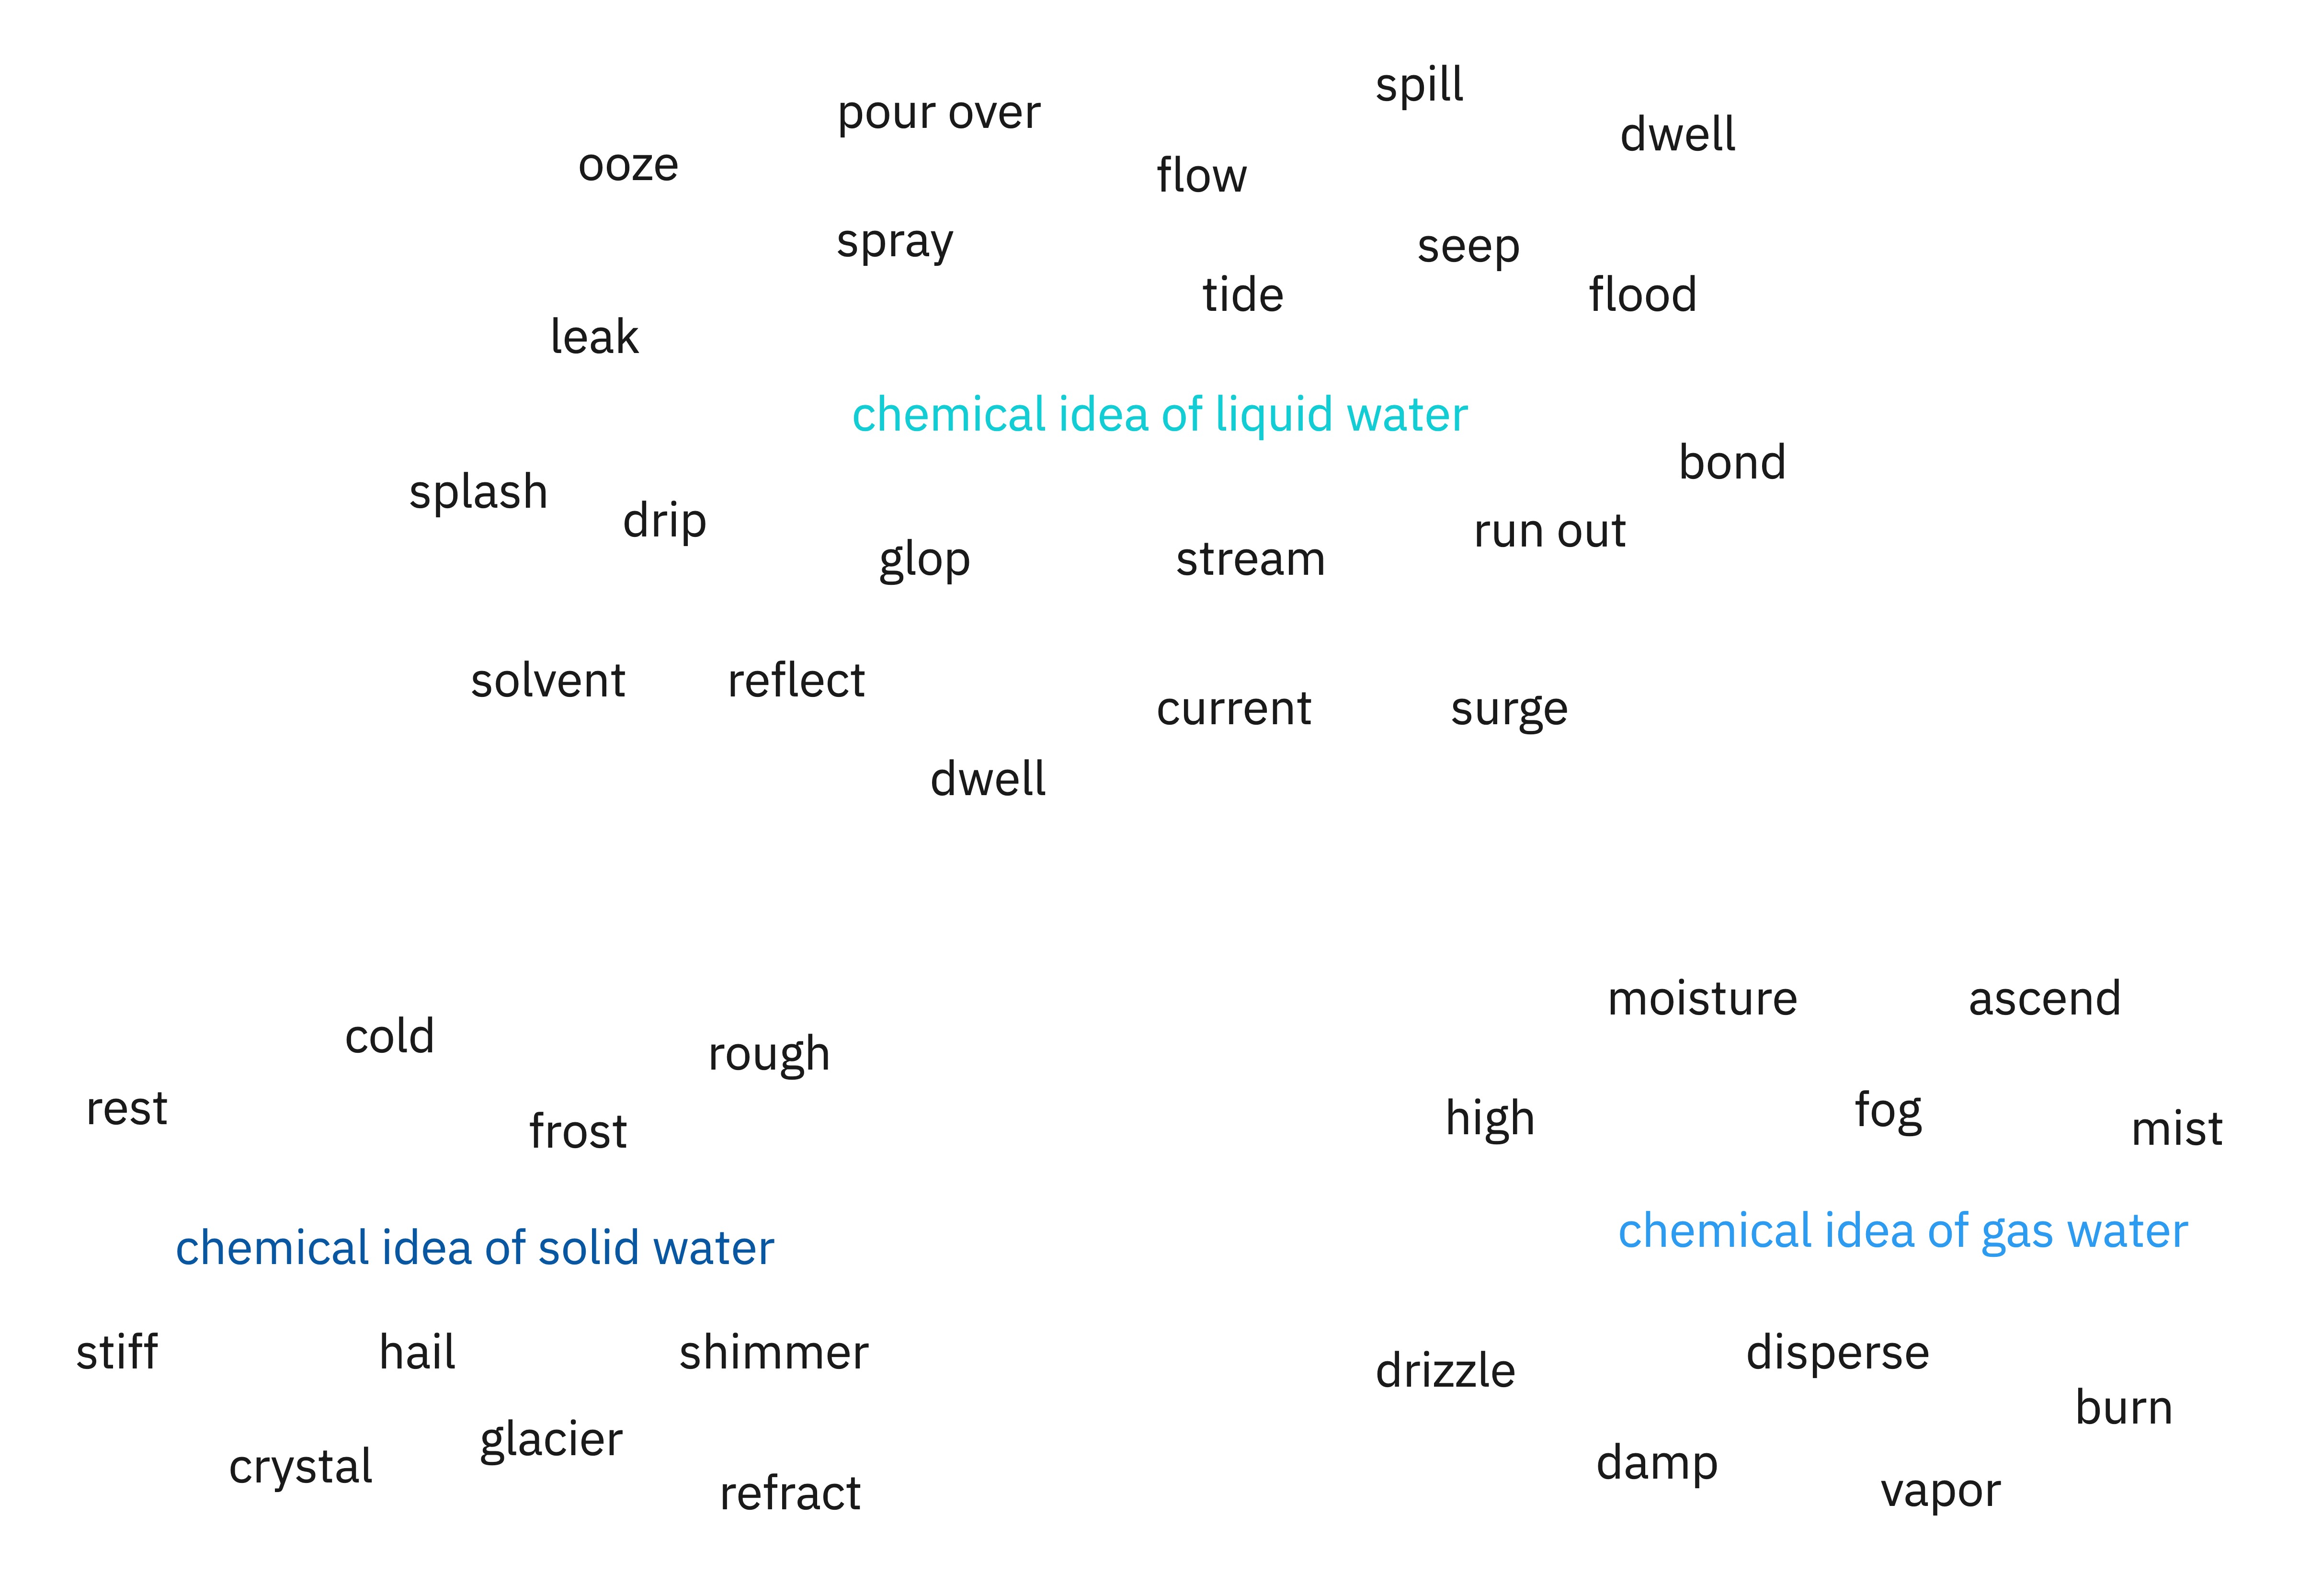 spill
pour over
dwell
ooze
flow
spray
seep
tide
flood
leak
chemical idea of liquid water
bond
splash
drip
run out
glop
stream
solvent
reflect
current
surge
dwell
cold
rough
rest
frost
chemical idea of solid water
stiff
hail
shimmer
glacier
crystal
refract
moisture
ascend
high
fog
mist
chemical idea of gas water
drizzle
disperse
burn
damp
vapor